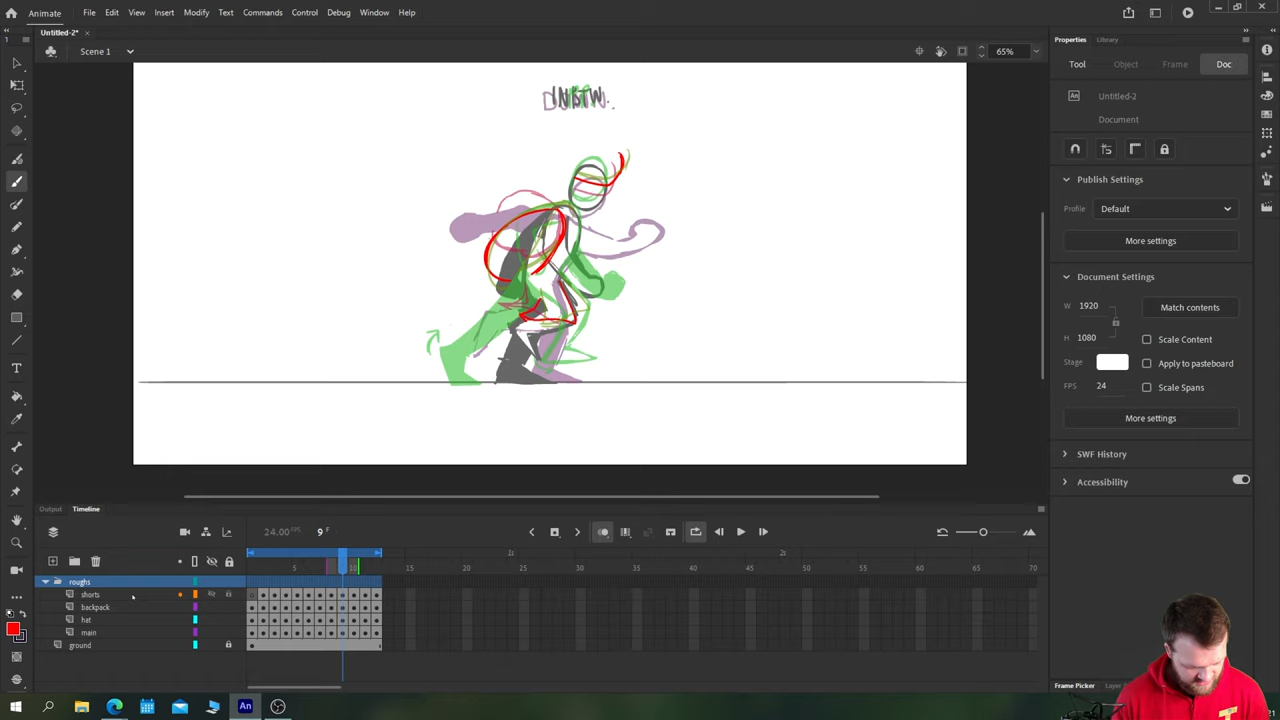 Animate File Edit View Insert Modify Text Commands Control Debug Window Help
Untitled-2*
Scene 1
65%
Properties Library
Tool Object Frame Doc
Untitled-2
Document
Publish Settings
Profile Default
More settings
Document Settings
W 1920 Match contents
H 1080 Scale Content
Stage Apply to pasteboard
FPS 24 Scale Spans
More settings
SWF History
Accessibility
Output Timeline
24.00 FPS 9 F
1s 2s
5 10 15 20 25 30 35 40 45 50 55 60 65 70
roughs
shorts
backpack
hat
main
ground
Frame Picker